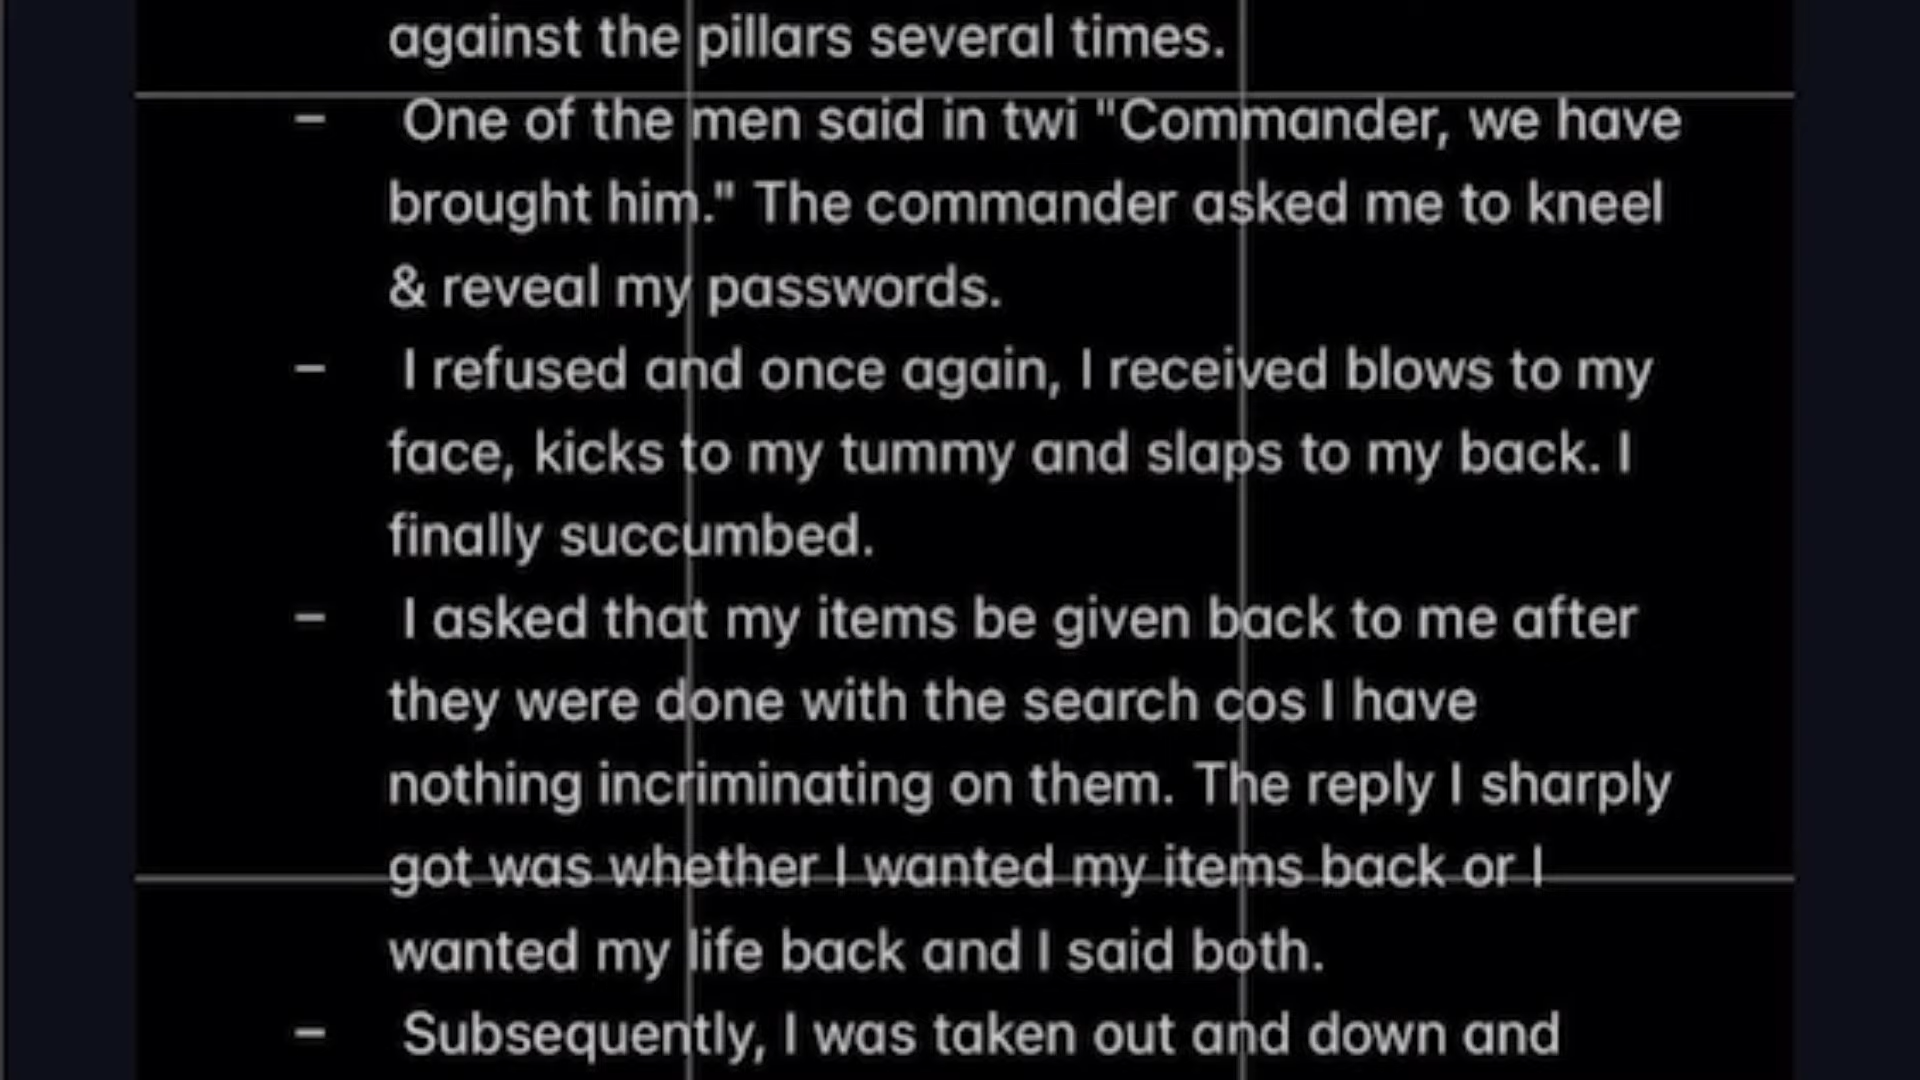 against the pillars several times.
– One of the men said in twi "Commander, we have
brought him." The commander asked me to kneel
& reveal my passwords.
– I refused and once again, I received blows to my
face, kicks to my tummy and slaps to my back. I
finally succumbed.
– I asked that my items be given back to me after
they were done with the search cos I have
nothing incriminating on them. The reply I sharply
got was whether I wanted my items back or I
wanted my life back and I said both.
– Subsequently, I was taken out and down and